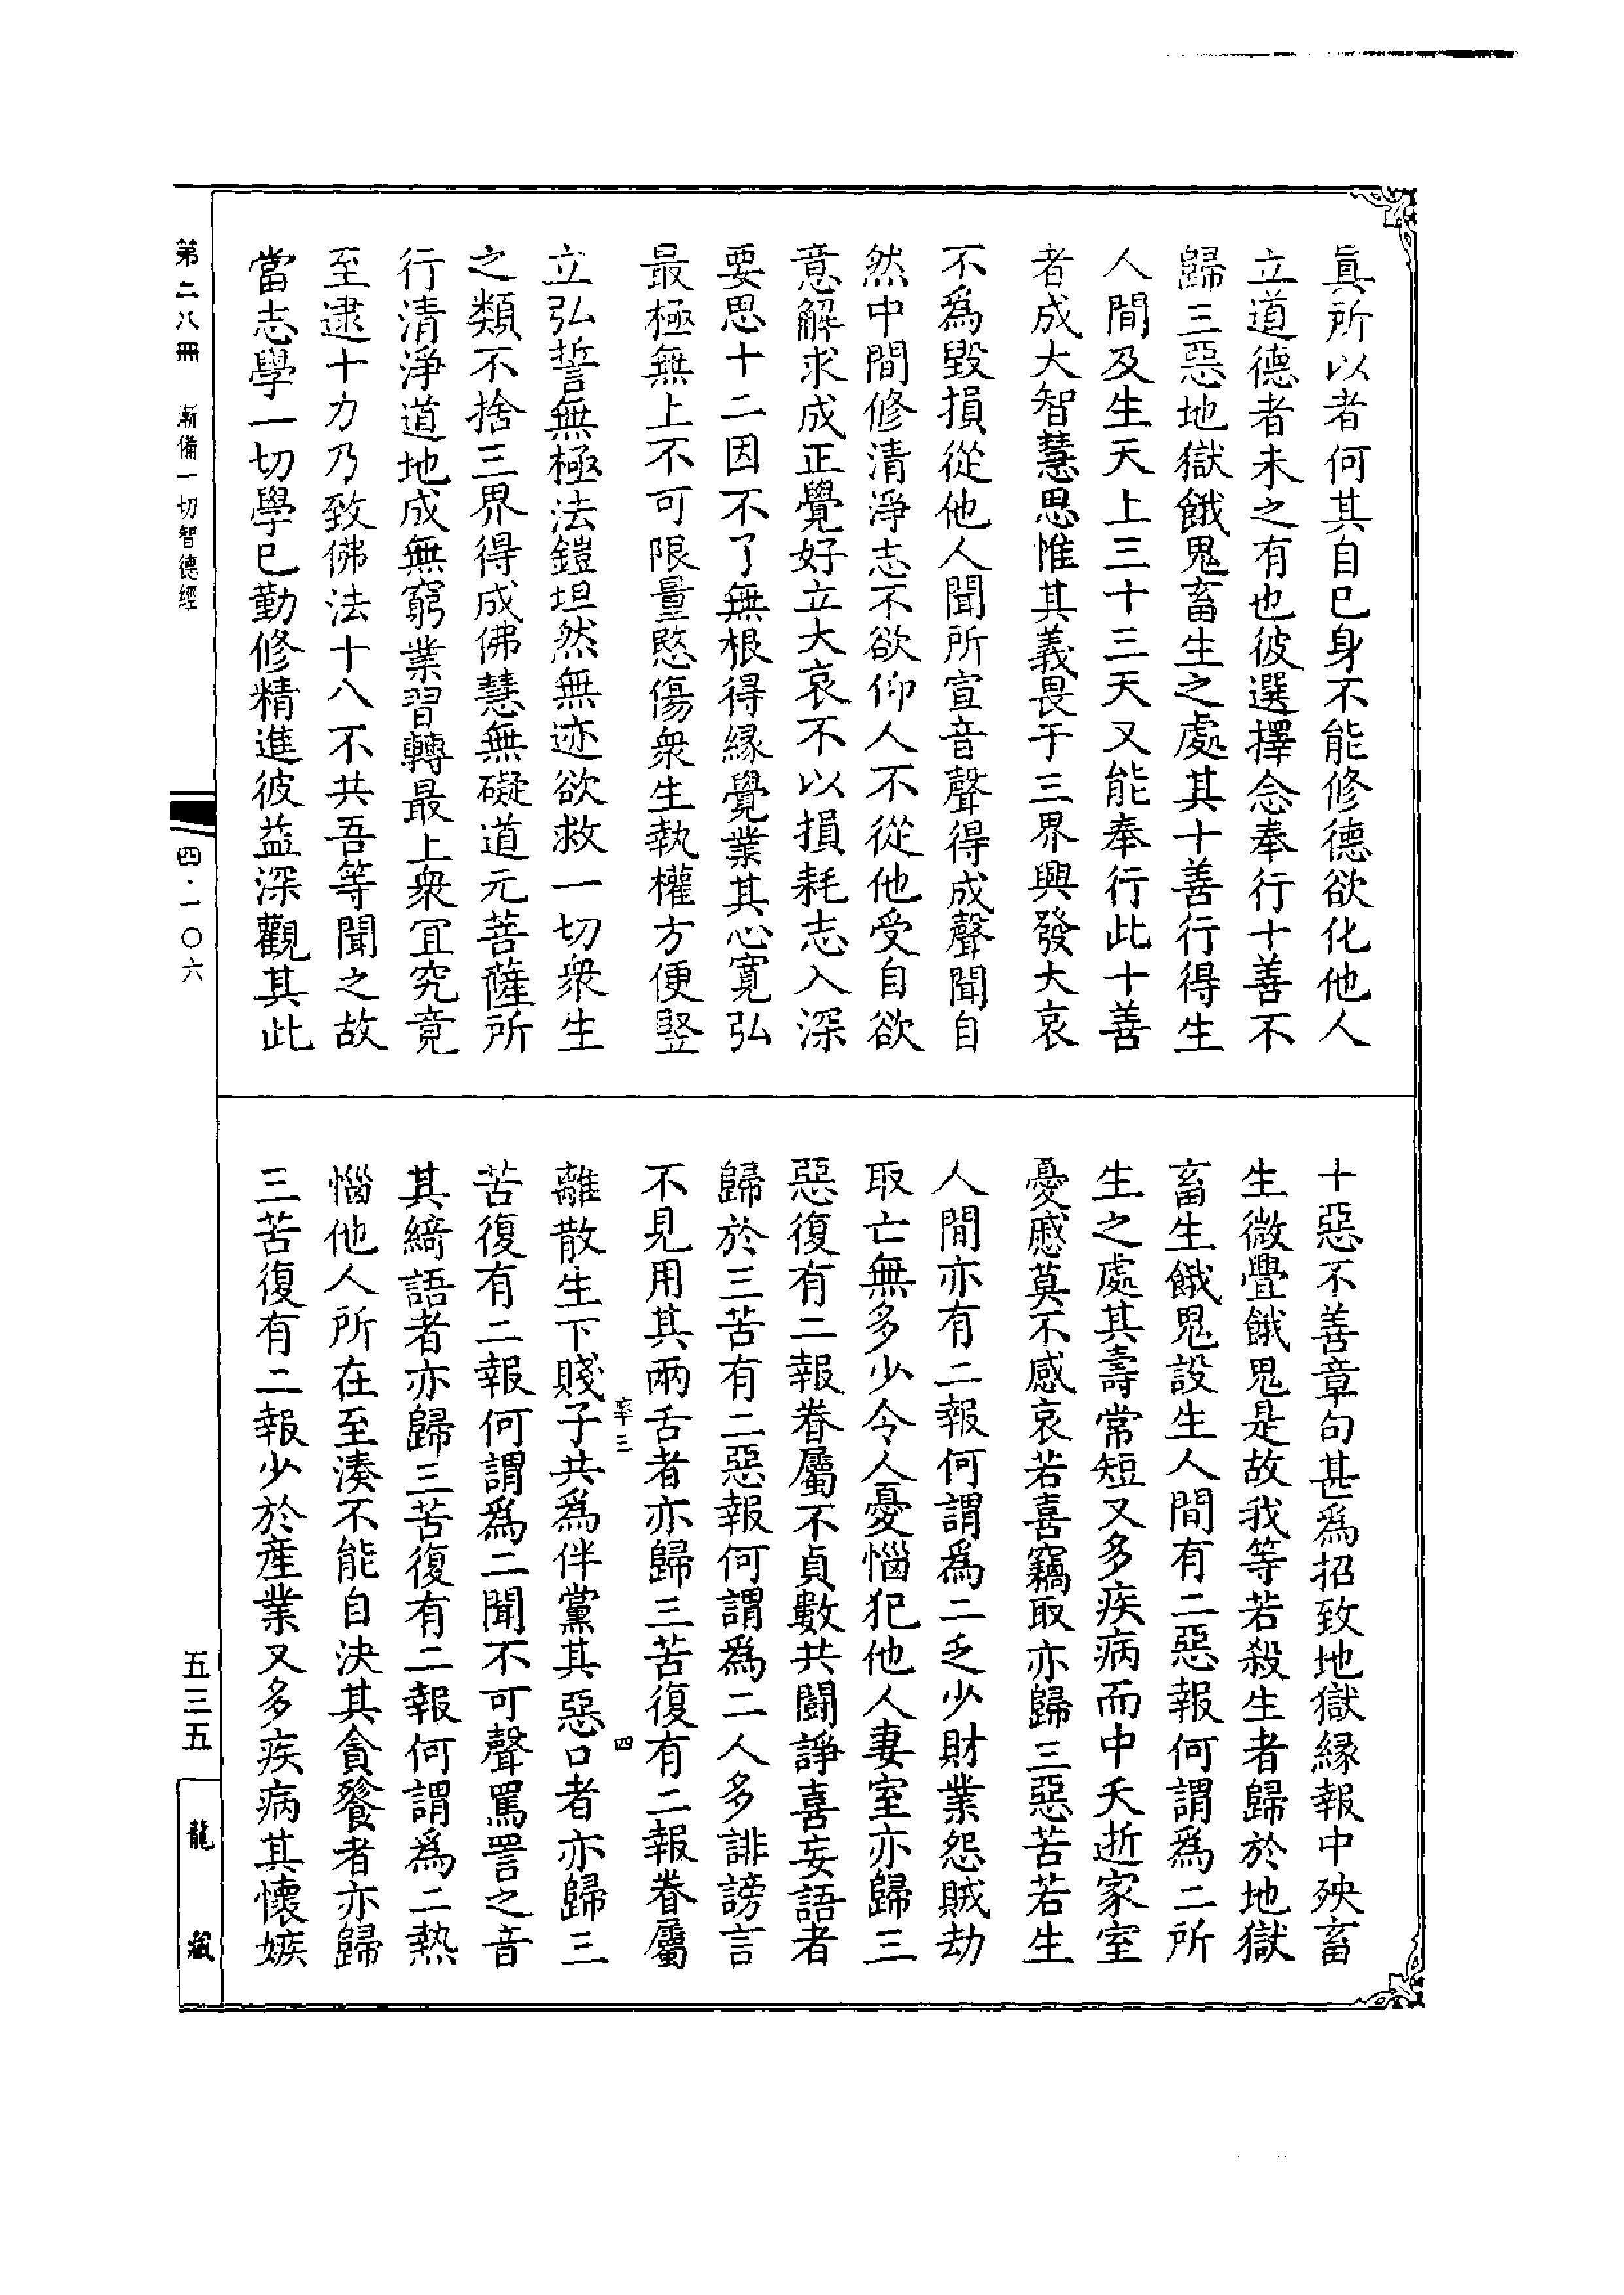 眞所以者何其自已身不能修德欲化他人
立道德者未之有也彼選擇念奉行十善不
歸三惡地獄餓鬼畜生之處其十善行得生
人間及生天上三十三天又能奉行此十善
者成大智慧思惟其義畏于三界興發大哀
不爲毀損從他人聞所宣音聲得成聲聞自
然中間修清淨志不欲仰人不從他受自欲
意解求成正覺好立大哀不以損耗志入深
要思十二因不了無根得緣覺業其心寬弘
最極無上不可限量愍傷衆生執權方便竪
立弘誓無極法鎧坦然無迹欲救一切衆生
之類不捨三界得成佛慧無礙道元菩薩所
行清淨道地成無窮業習轉最上衆宜究竟
至逮十力乃致佛法十八不共吾等聞之故
當志學一切學已勤修精進彼益深觀其此
十惡不善章句甚爲招致地獄緣報中殃畜
生微舋餓鬼是故我等若殺生者歸於地獄
畜生餓鬼設生人間有二惡報何謂爲二所
生之處其壽常短又多疾病而中夭逝家室
憂慼莫不感哀若喜竊取亦歸三惡苦若生
人間亦有二報何謂爲二乏少財業怨賊劫
取亡無多少令人憂惱犯他人妻室亦歸三
惡復有二報眷屬不貞數共鬪諍喜妄語者
歸於三苦有二惡報何謂爲二人多誹謗言
不見用其兩舌者亦歸三苦復有二報眷屬
率三
四
離散生下賤子共爲伴黨其惡口者亦歸三
苦復有二報何謂爲二聞不可聲罵詈之音
其綺語者亦歸三苦復有二報何謂爲二熱
惱他人所在至湊不能自決其貪餮者亦歸
三苦復有二報少於産業又多疾病其懷嫉
第二八冊 漸備一切智德經
四·一〇六
五三五
龍藏